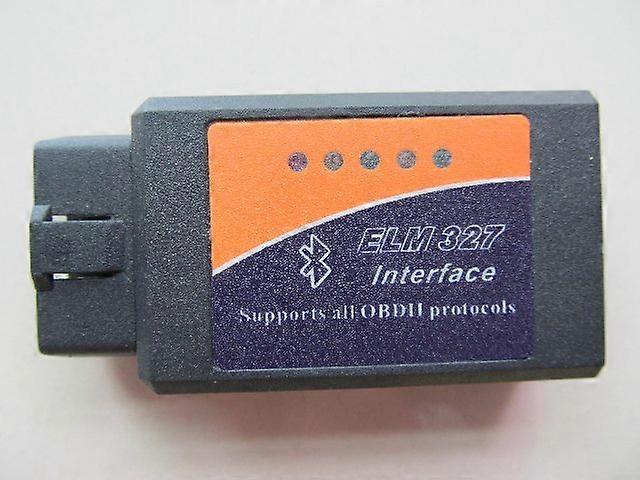 ELM 327
Interface
Supports all OBDII protocols